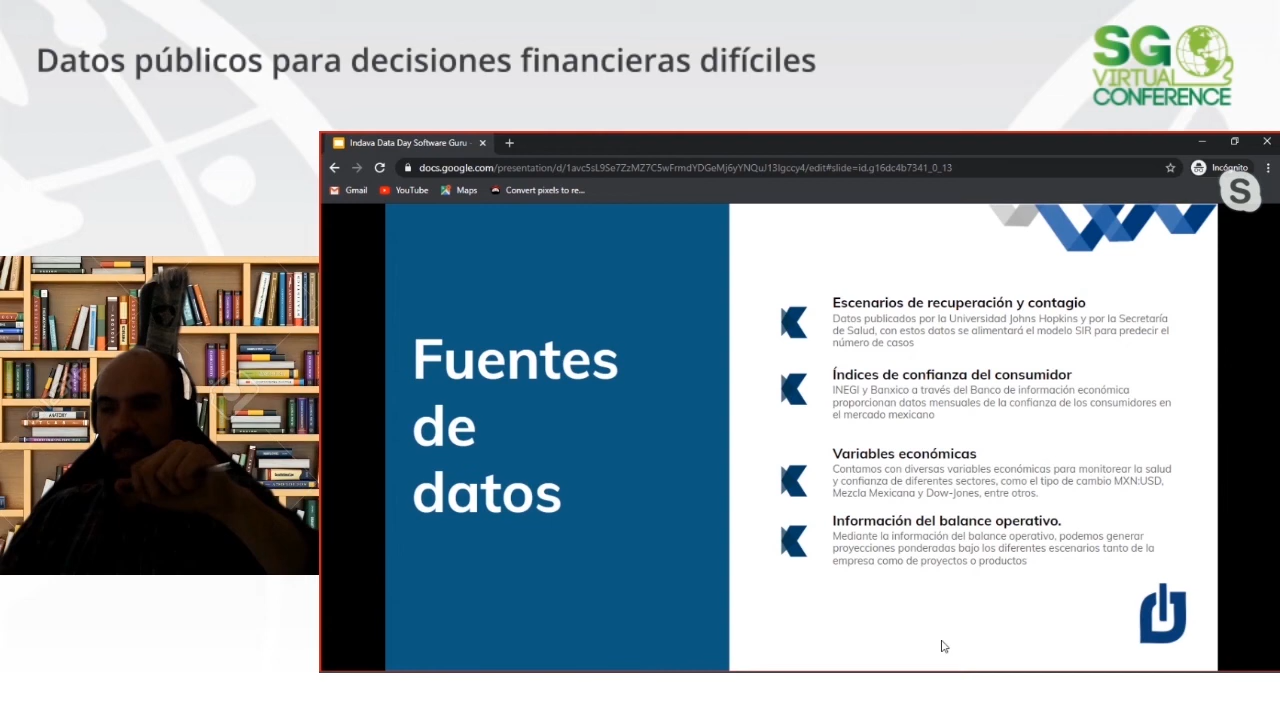 Datos públicos para decisiones financieras difíciles
SG
VIRTUAL
CONFERENCE
Indava Data Day Software Guru -
docs.google.com/presentation/d/1avc5sL9Se7ZzMZ7C5wFrmdYDGeMj6yYNQuJ13Igccy4/edit#slide=id.g16dc4b7341_0_13
Incógnito
Gmail
YouTube
Maps
Convert pixels to re...
S
Fuentes
de
datos
Escenarios de recuperación y contagio
Datos publicados por la Universidad Johns Hopkins y por la Secretaría
de Salud, con estos datos se alimentará el modelo SIR para predecir el
número de casos
Índices de confianza del consumidor
INEGI y Banxico a través del Banco de información económica
proporcionan datos mensuales de la confianza de los consumidores en
el mercado mexicano
Variables económicas
Contamos con diversas variables económicas para monitorear la salud
y confianza de diferentes sectores, como el tipo de cambio MXN:USD,
Mezcla Mexicana y Dow-Jones, entre otros.
Información del balance operativo.
Mediante la información del balance operativo, podemos generar
proyecciones ponderadas bajo los diferentes escenarios tanto de la
empresa como de proyectos o productos